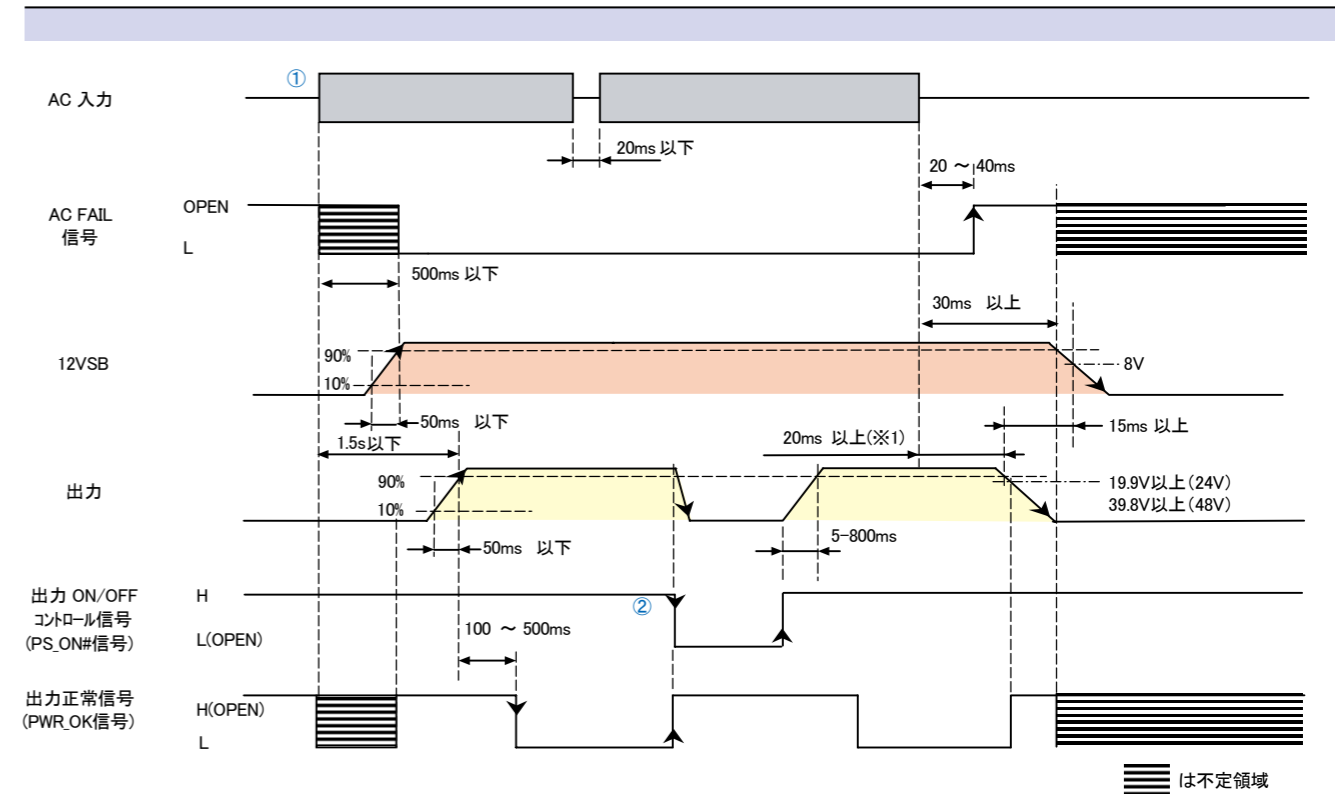 ①
AC 入力
20ms 以下
20 ～ 40ms
AC FAIL
信号
OPEN
L
500ms 以下
30ms 以上
12VSB
90%
10%
8V
50ms 以下
15ms 以上
1.5s以下
20ms 以上(※1)
出力
90%
10%
19.9V以上(24V)
39.8V以上(48V)
50ms 以下
5-800ms
出力 ON/OFF
コントロール信号
(PS_ON#信号)
H
L(OPEN)
②
100 ～ 500ms
出力正常信号
(PWR_OK信号)
H(OPEN)
L
は不定領域